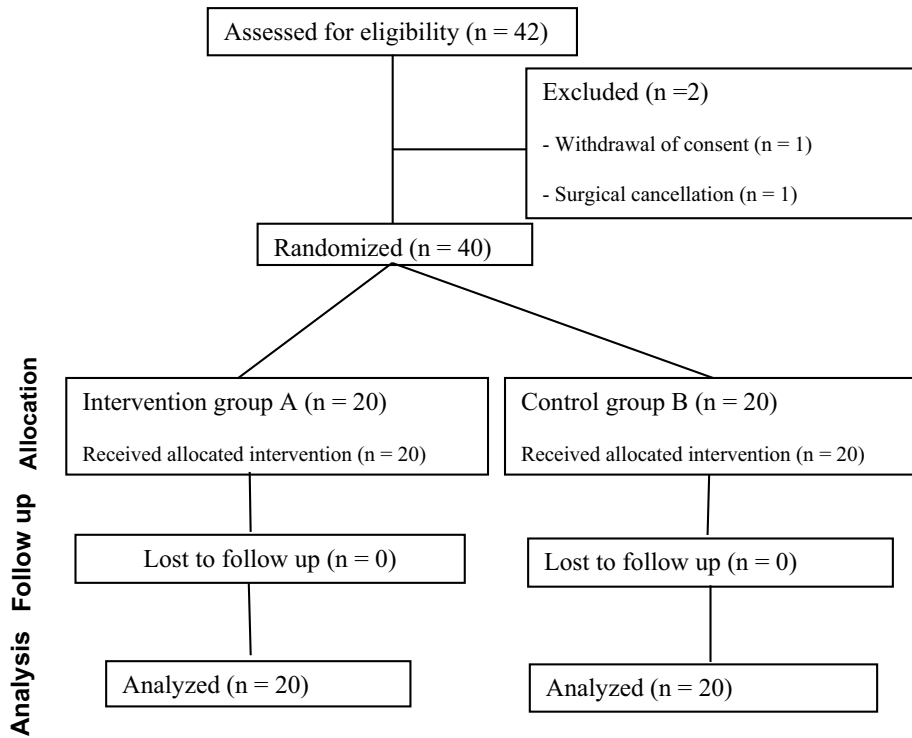 Assessed for eligibility (n = 42)
Excluded (n =2)
- Withdrawal of consent (n = 1)
- Surgical cancellation (n = 1)
Randomized (n = 40)
Allocation
Intervention group A (n = 20)
Received allocated intervention (n = 20)
Control group B (n = 20)
Received allocated intervention (n = 20)
Follow up
Lost to follow up (n = 0)
Lost to follow up (n = 0)
Analysis
Analyzed (n = 20)
Analyzed (n = 20)